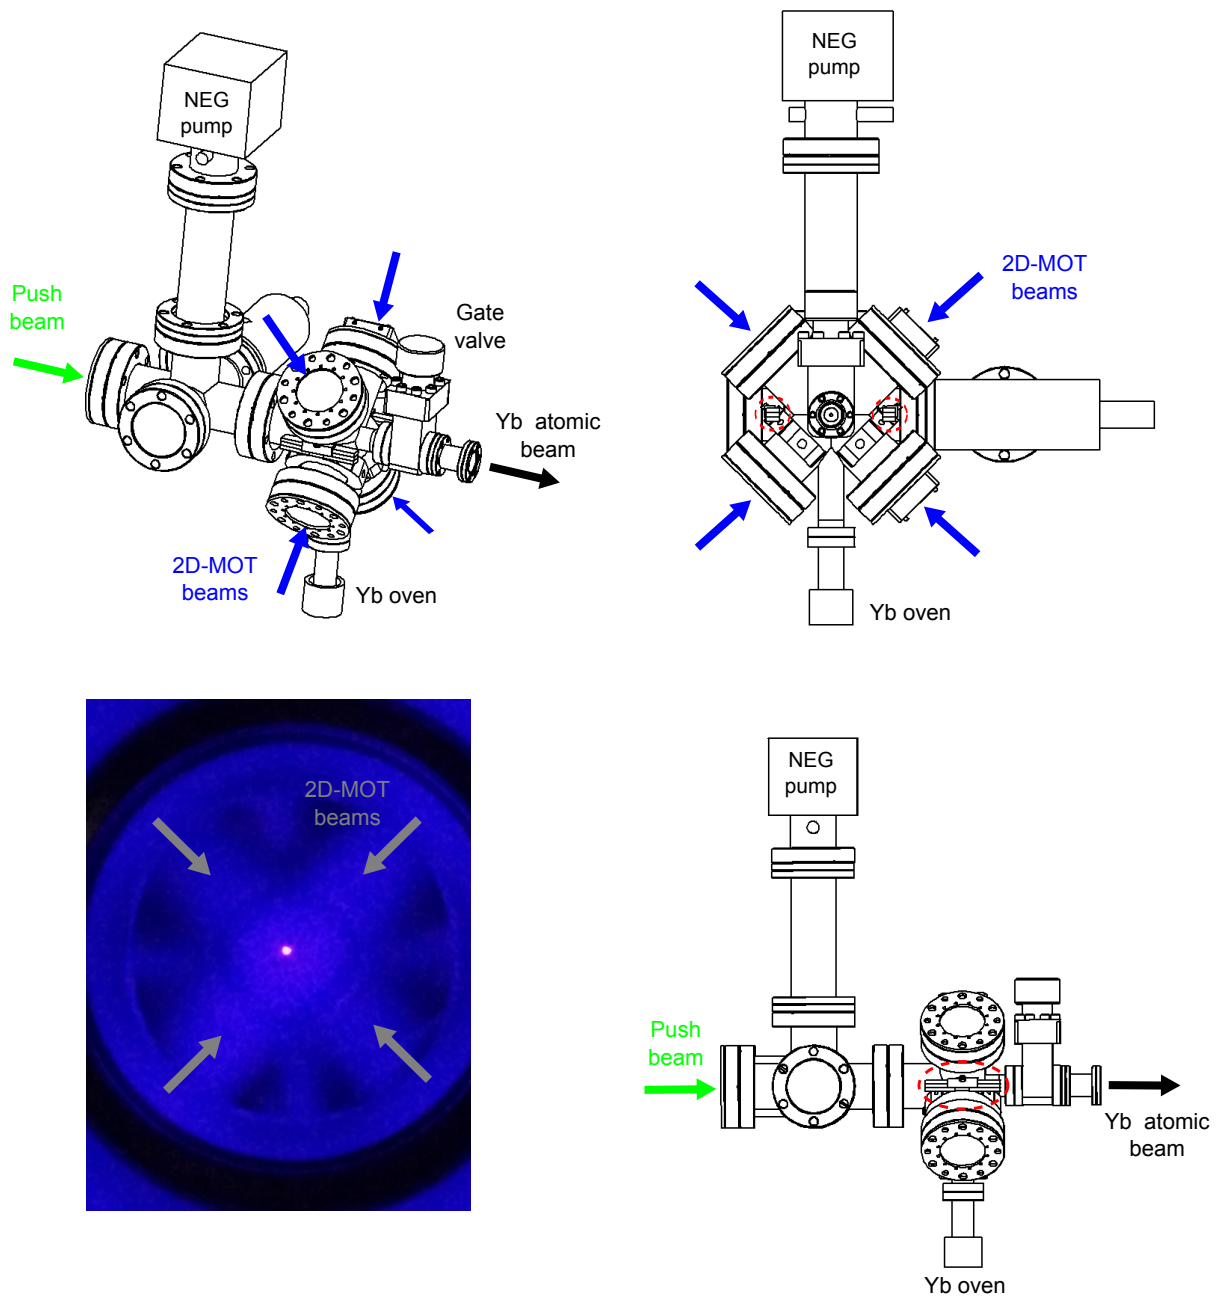 NEG
pump
Push
beam
Gate
valve
Yb atomic
beam
2D-MOT
beams
Yb oven
NEG
pump
2D-MOT
beams
Yb oven
2D-MOT
beams
NEG
pump
Push
beam
Yb atomic
beam
Yb oven